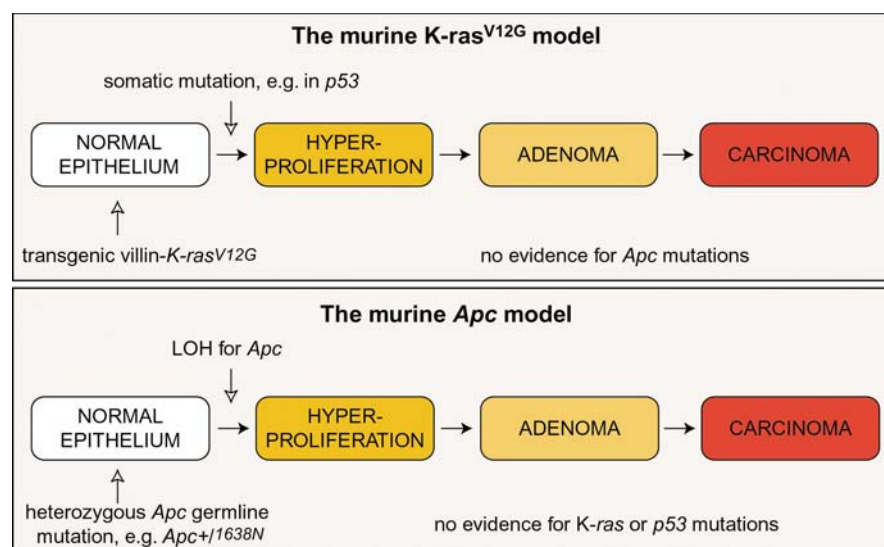 The murine K-rasV12G model
somatic mutation, e.g. in p53
NORMAL
EPITHELIUM
HYPER-
PROLIFERATION
ADENOMA
CARCINOMA
transgenic villin-K-rasV12G
no evidence for Apc mutations
The murine Apc model
LOH for Apc
NORMAL
EPITHELIUM
HYPER-
PROLIFERATION
ADENOMA
CARCINOMA
heterozygous Apc germline
mutation, e.g. Apc+/1638N
no evidence for K-ras or p53 mutations